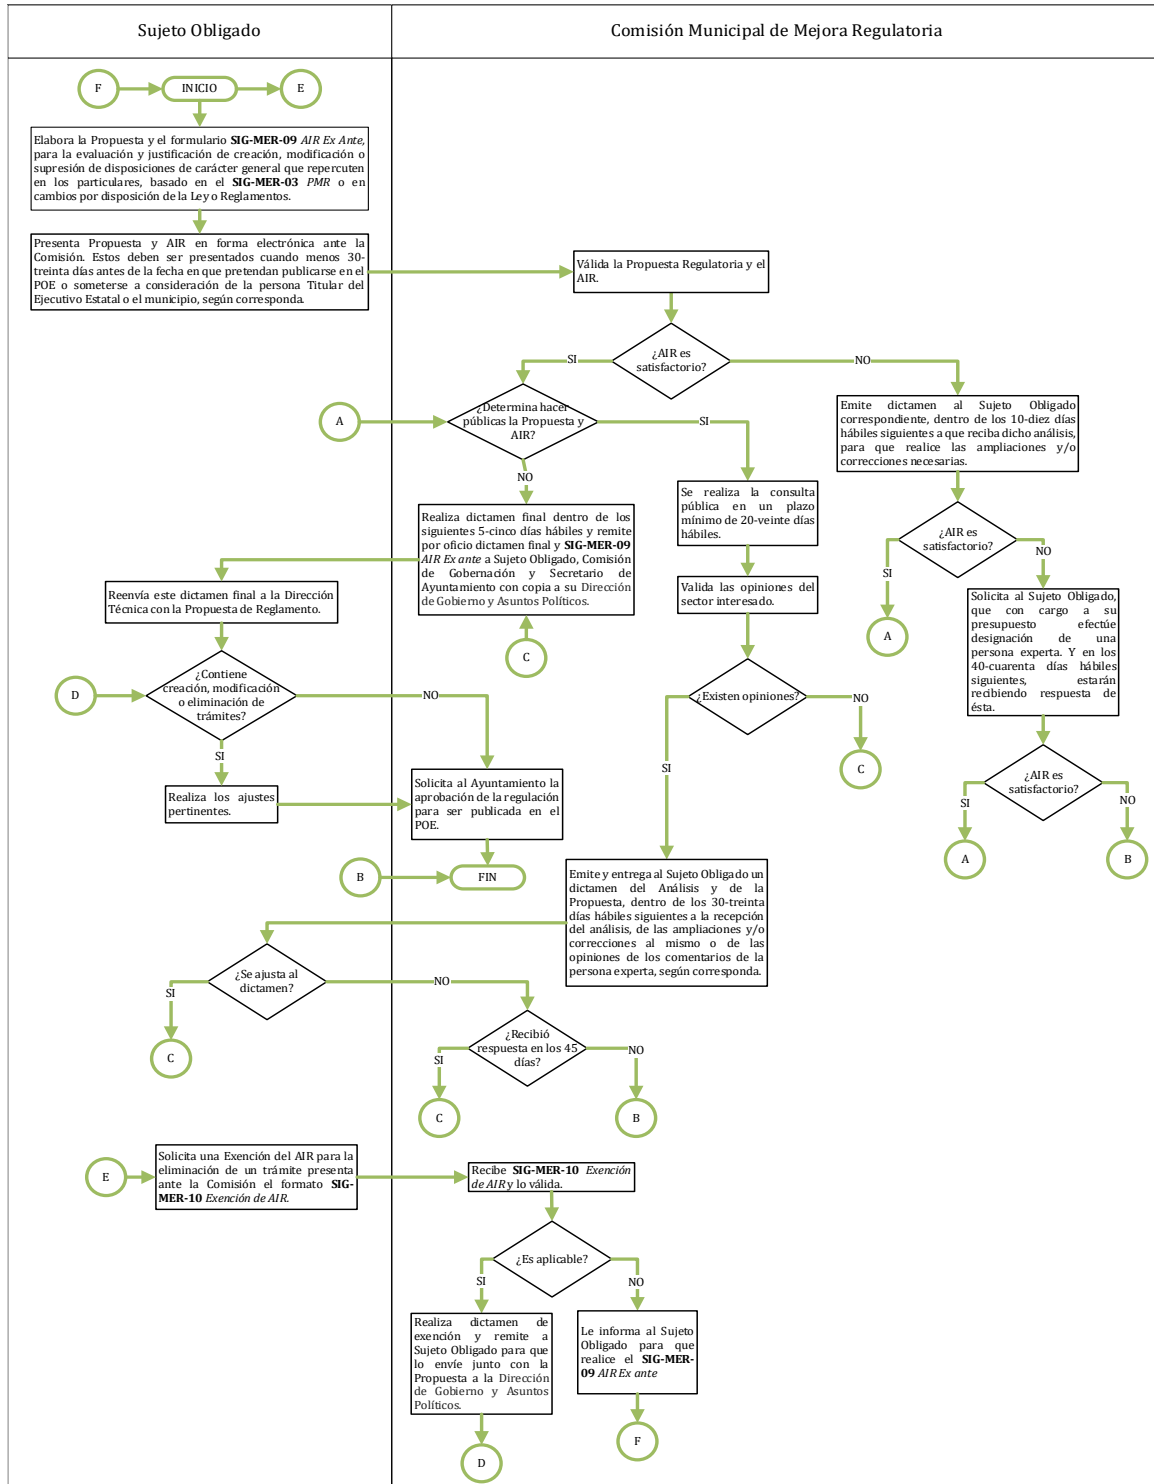 Sujeto Obligado
Comisión Municipal de Mejora Regulatoria
F
INICIO
E
Elabora la Propuesta y el formulario SIG-MER-09 AIR Ex Ante,
para la evaluación y justificación de creación, modificación o
supresión de disposiciones de carácter general que repercuten
en los particulares, basado en el SIG-MER-03 PMR o en
cambios por disposición de la Ley o Reglamentos.
Presenta Propuesta y AIR en forma electrónica ante la
Comisión. Estos deben ser presentados cuando menos 30-
treinta días antes de la fecha en que pretendan publicarse en el
POE o someterse a consideración de la persona Titular del
Ejecutivo Estatal o el municipio, según corresponda.
Válida la Propuesta Regulatoria y el
AIR.
¿AIR es
satisfactorio?
SI
NO
A
¿Determina hacer
públicas la Propuesta y
AIR?
SI
NO
Emite dictamen al Sujeto Obligado
correspondiente, dentro de los 10-diez días
hábiles siguientes a que reciba dicho análisis,
para que realice las ampliaciones y/o
correcciones necesarias.
Se realiza la consulta
pública en un plazo
mínimo de 20-veinte días
hábiles.
Realiza dictamen final dentro de los
siguientes 5-cinco días hábiles y remite
por oficio dictamen final y SIG-MER-09
AIR Ex ante a Sujeto Obligado, Comisión
de Gobernación y Secretario de
Ayuntamiento con copia a su Dirección
de Gobierno y Asuntos Políticos.
C
¿AIR es
satisfactorio?
SI
NO
A
Valida las opiniones del
sector interesado.
Reenvía este dictamen final a la Dirección
Técnica con la Propuesta de Reglamento.
Solicita al Sujeto Obligado,
que con cargo a su
presupuesto efectúe
designación de una
persona experta. Y en los
40-cuarenta días hábiles
siguientes, estarán
recibiendo respuesta de
ésta.
D
¿Contiene
creación, modificación
o eliminación de
trámites?
NO
SI
¿Existen opiniones?
NO
SI
C
¿AIR es
satisfactorio?
SI
NO
A
B
Realiza los ajustes
pertinentes.
Solicita al Ayuntamiento la
aprobación de la regulación
para ser publicada en el
POE.
B
FIN
Emite y entrega al Sujeto Obligado un
dictamen del Análisis y de la
Propuesta, dentro de los 30-treinta
días hábiles siguientes a la recepción
del análisis, de las ampliaciones y/o
correcciones al mismo o de las
opiniones de los comentarios de la
persona experta, según corresponda.
¿Se ajusta al
dictamen?
SI
NO
C
¿Recibió
respuesta en los 45
días?
SI
NO
C
B
E
Solicita una Exención del AIR para la
eliminación de un trámite presenta
ante la Comisión el formato SIG-
MER-10 Exención de AIR.
Recibe SIG-MER-10 Exención
de AIR y lo válida.
¿Es aplicable?
SI
NO
Realiza dictamen de
exención y remite a
Sujeto Obligado para que
lo envíe junto con la
Propuesta a la Dirección
de Gobierno y Asuntos
Políticos.
Le informa al Sujeto
Obligado para que
realice el SIG-MER-
09 AIR Ex ante
D
F